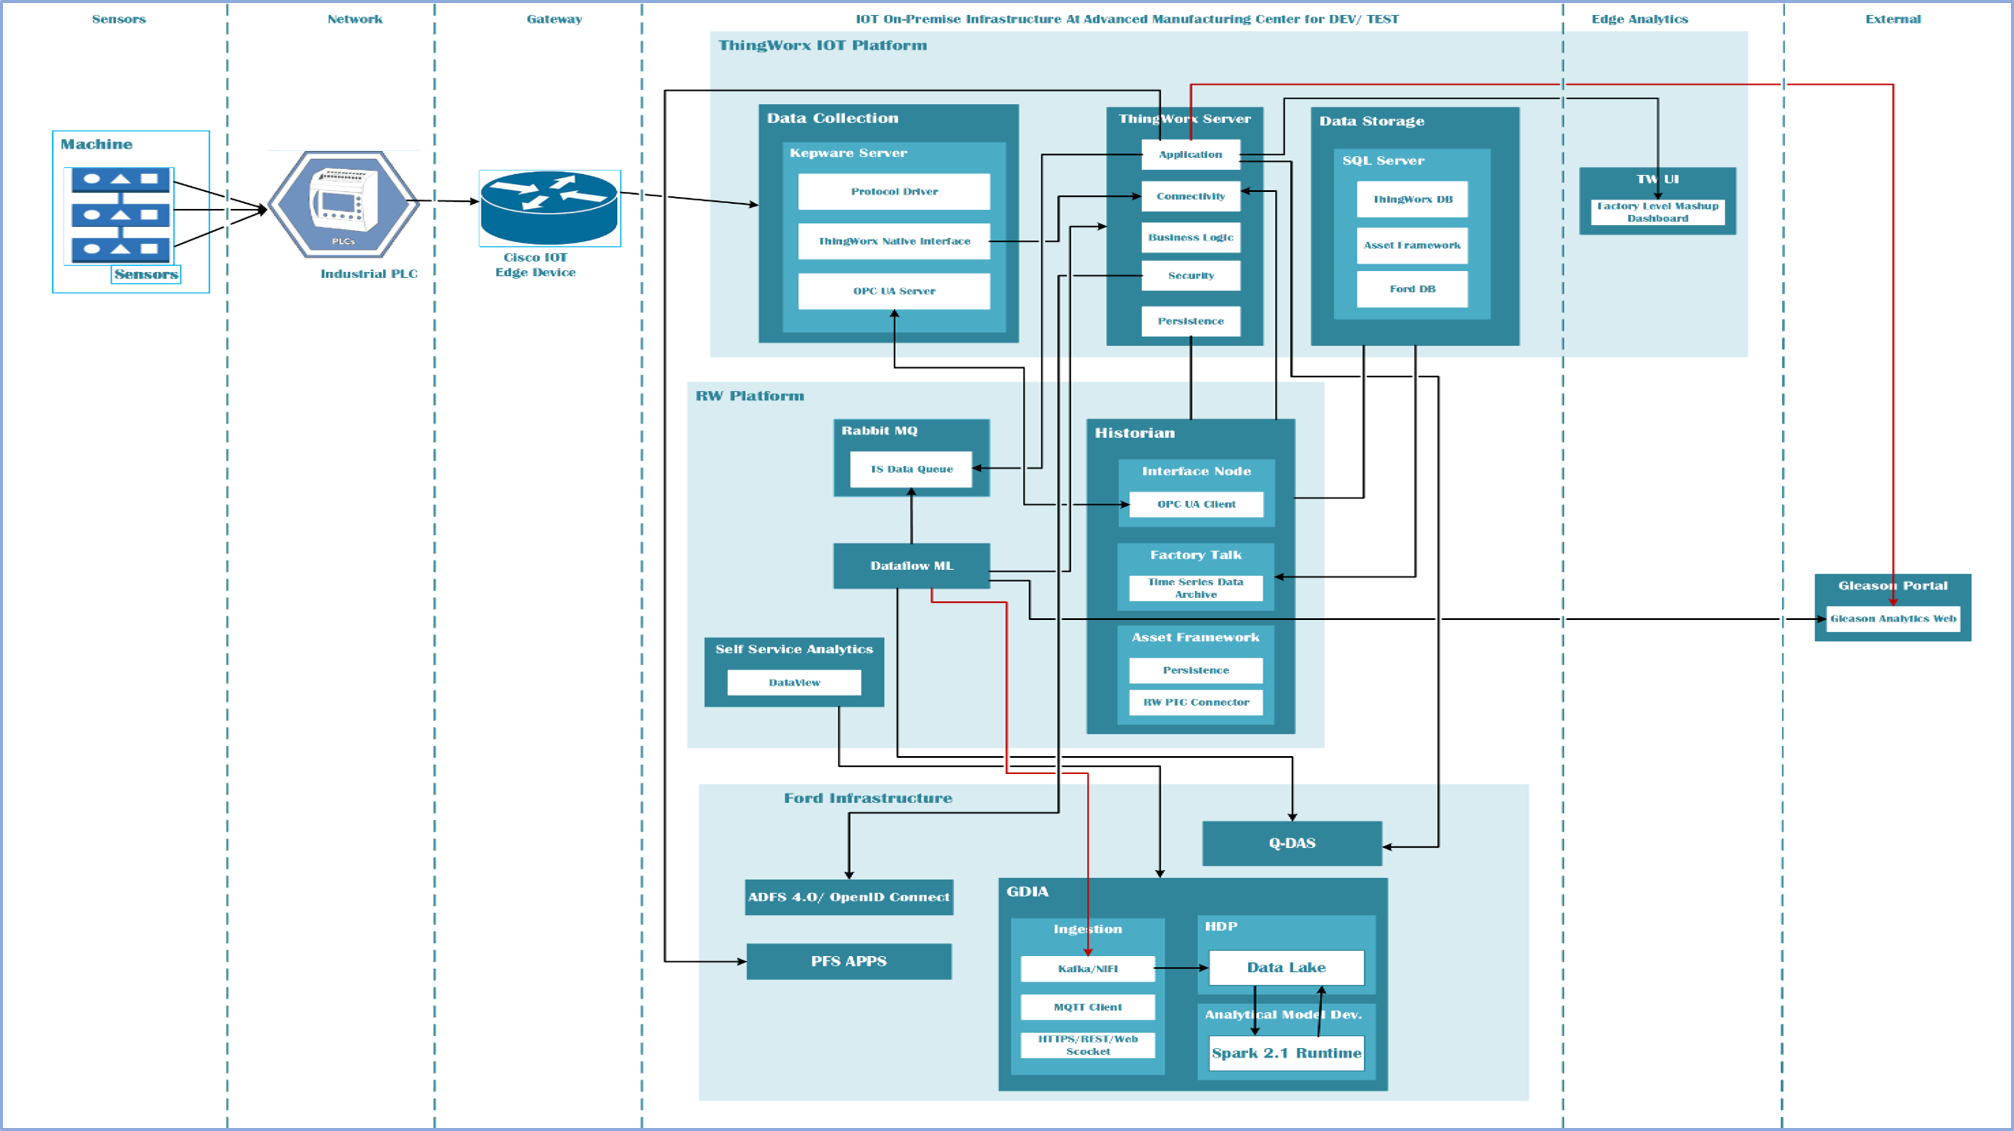 Sensors
Network
Gateway
IOT On-Premise Infrastructure At Advanced Manufacturing Center for DEV/ TEST
Edge Analytics
External
ThingWorx IOT Platform
Machine
Sensors
PLCs
Industrial PLC
Cisco IOT
Edge Device
Data Collection
Kepware Server
Protocol Driver
ThingWorx Native Interface
OPC UA Server
ThingWorx Server
Application
Connectivity
Business Logic
Security
Persistence
Data Storage
SQL Server
ThingWorx DB
Asset Framework
Ford DB
TW UI
Factory Level Mashup
Dashboard
RW Platform
Rabbit MQ
TS Data Queue
Dataflow ML
Self Service Analytics
DataView
Historian
Interface Node
OPC UA Client
Factory Talk
Time Series Data
Archive
Asset Framework
Persistence
RW PTC Connector
Gleason Portal
Gleason Analytics Web
Ford Infrastructure
ADFS 4.0/ OpenID Connect
PFS APPS
Q-DAS
GDIA
Ingestion
Kafka/NIFI
MQTT Client
HTTPS/REST/Web
Scocket
HDP
Data Lake
Analytical Model Dev.
Spark 2.1 Runtime